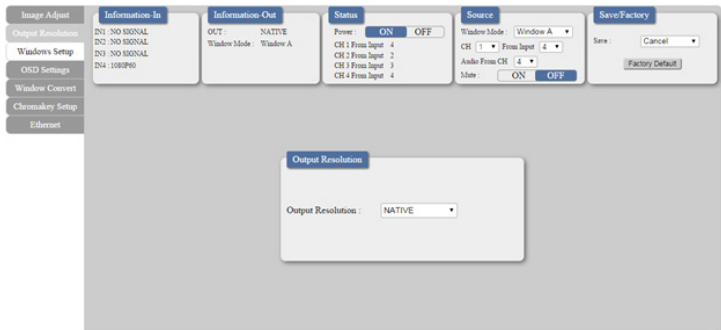 Image Adjust
Output Resolution
Windows Setup
OSD Settings
Window Convert
Chromakey Setup
Ethernet
Information-In
IN1 : NO SIGNAL
IN2 : NO SIGNAL
IN3 : NO SIGNAL
IN4 : 1080P60
Information-Out
OUT : NATIVE
Window Mode : Window A
Status
Power : ON OFF
CH 1 From Input 4
CH 2 From Input 2
CH 3 From Input 3
CH 4 From Input 4
Source
Window Mode : Window A
CH 1 From Input 4
Audio From CH 4
Mute : ON OFF
Save/Factory
Save : Cancel
Factory Default
Output Resolution
Output Resolution : NATIVE